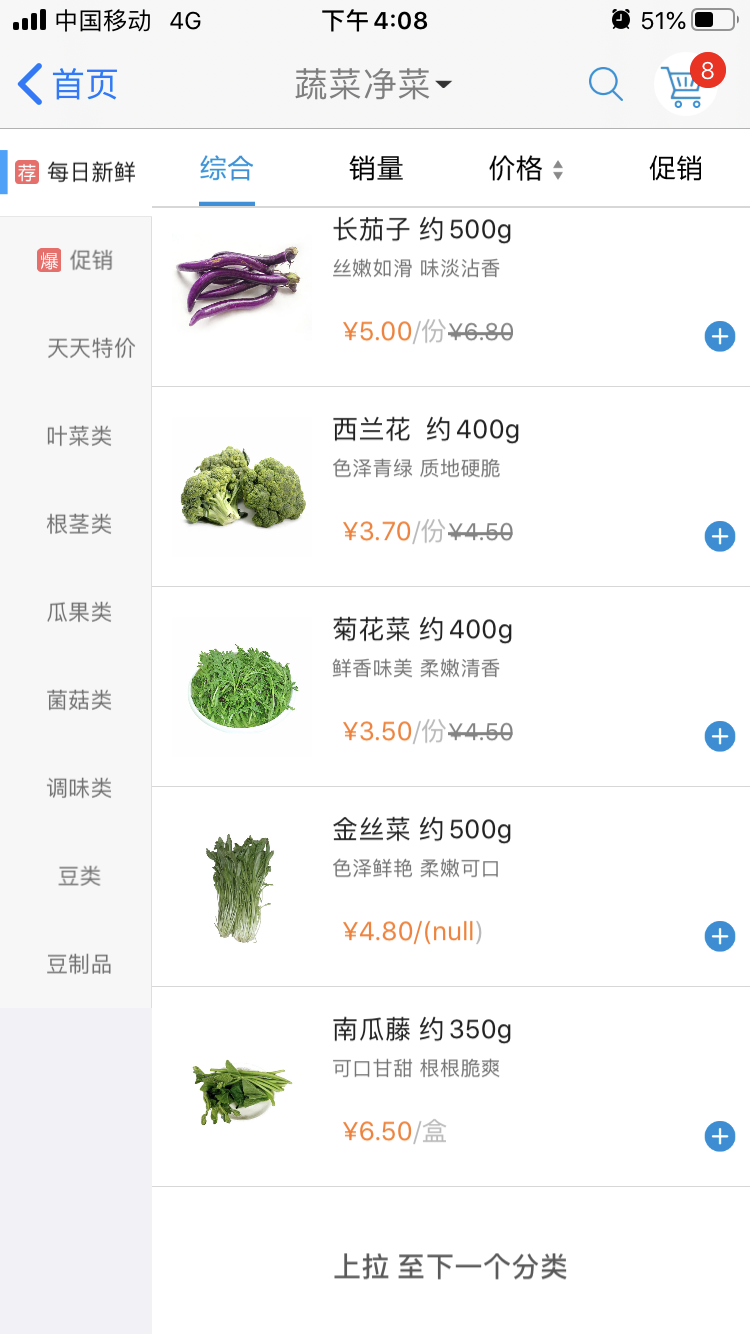 中国移动 4G 下午4:08 51%
首页 蔬菜净菜 8
荐 每日新鲜
爆 促销
天天特价
叶菜类
根茎类
瓜果类
菌菇类
调味类
豆类
豆制品
综合 销量 价格 促销
长茄子 约500g
丝嫩如滑 味淡沾香
¥5.00/份¥6.80
西兰花 约400g
色泽青绿 质地硬脆
¥3.70/份¥4.50
菊花菜 约400g
鲜香味美 柔嫩清香
¥3.50/份¥4.50
金丝菜 约500g
色泽鲜艳 柔嫩可口
¥4.80/(null)
南瓜藤 约350g
可口甘甜 根根脆爽
¥6.50/盒
上拉 至下一个分类